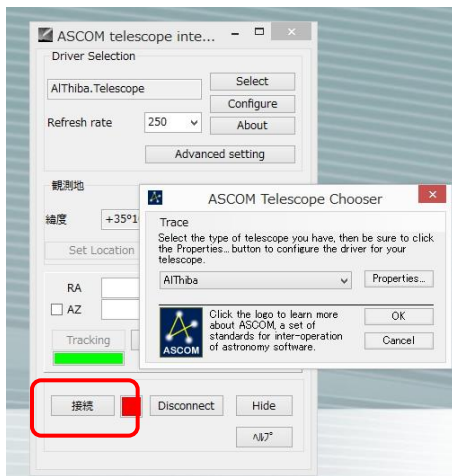 ASCOM telescope inte...
Driver Selection
AlThiba.Telescope
Select
Configure
Refresh rate
250
About
Advanced setting
観測地
緯度
+35°1
Set Location
RA
AZ
Tracking
接続
Disconnect
Hide
ﾍﾙﾌﾟ
ASCOM Telescope Chooser
Trace
Select the type of telescope you have, then be sure to click
the Properties... button to configure the driver for your
telescope.
AlThiba
Properties...
Click the logo to learn more
about ASCOM, a set of
standards for inter-operation
of astronomy software.
ASCOM
OK
Cancel